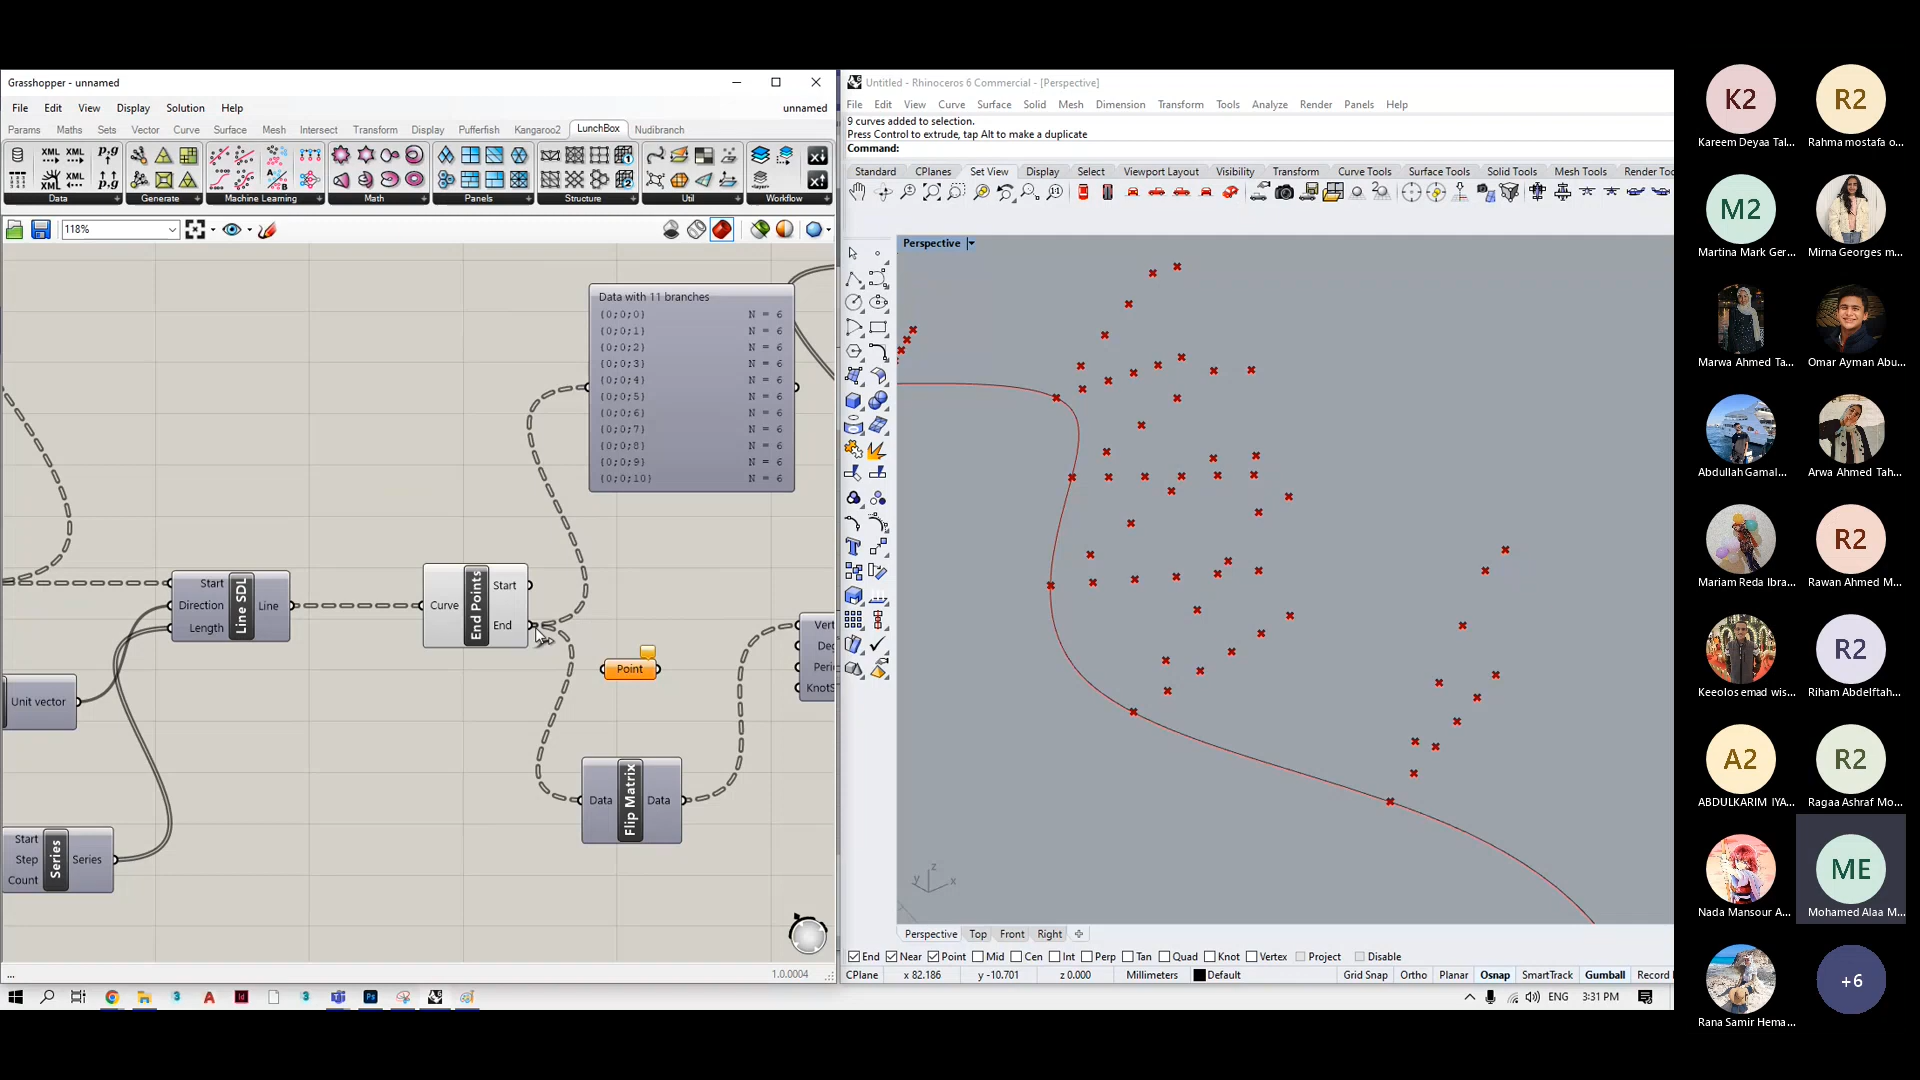 Grasshopper - unnamed
File Edit View Display Solution Help
unnamed
Params Maths Sets Vector Curve Surface Mesh Intersect Transform Display Pufferfish Kangaroo2 LunchBox Nudibranch
XML XML p,q
XML XML p,q
Data Generate Machine Learning Math Panels Structure Util Workflow
118%
Data with 11 branches
{0;0;0} N = 6
{0;0;1} N = 6
{0;0;2} N = 6
{0;0;3} N = 6
{0;0;4} N = 6
{0;0;5} N = 6
{0;0;6} N = 6
{0;0;7} N = 6
{0;0;8} N = 6
{0;0;9} N = 6
{0;0;10} N = 6
Start
Direction
Length
Line SDL
Line
Curve
End Points
Start
End
Point
Unit vector
Data
Flip Matrix
Data
Start
Step
Count
Series
Series
Vert
Deg
Peri
KnotS
...
1.0.0004
Untitled - Rhinoceros 6 Commercial - [Perspective]
File Edit View Curve Surface Solid Mesh Dimension Transform Tools Analyze Render Panels Help
9 curves added to selection.
Press Control to extrude, tap Alt to make a duplicate
Command:
Standard CPlanes Set View Display Select Viewport Layout Visibility Transform Curve Tools Surface Tools Solid Tools Mesh Tools Render Too
Perspective
z
y x
Perspective Top Front Right
End Near Point Mid Cen Int Perp Tan Quad Knot Vertex Project Disable
CPlane x 82.186 y -10.701 z 0.000 Millimeters Default Grid Snap Ortho Planar Osnap SmartTrack Gumball Record
ENG 3:31 PM
K2 R2
Kareem Deyaa Tal... Rahma mostafa o...
M2
Martina Mark Ger... Mirna Georges m...
Marwa Ahmed Ta... Omar Ayman Abu...
Abdullah Gamal... Arwa Ahmed Tah...
R2
Mariam Reda Ibra... Rawan Ahmed M...
R2
Keeolos emad wis... Riham Abdelftah...
A2 R2
ABDULKARIM IYA... Ragaa Ashraf Mo...
ME
Nada Mansour A... Mohamed Alaa M...
+6
Rana Samir Hema...